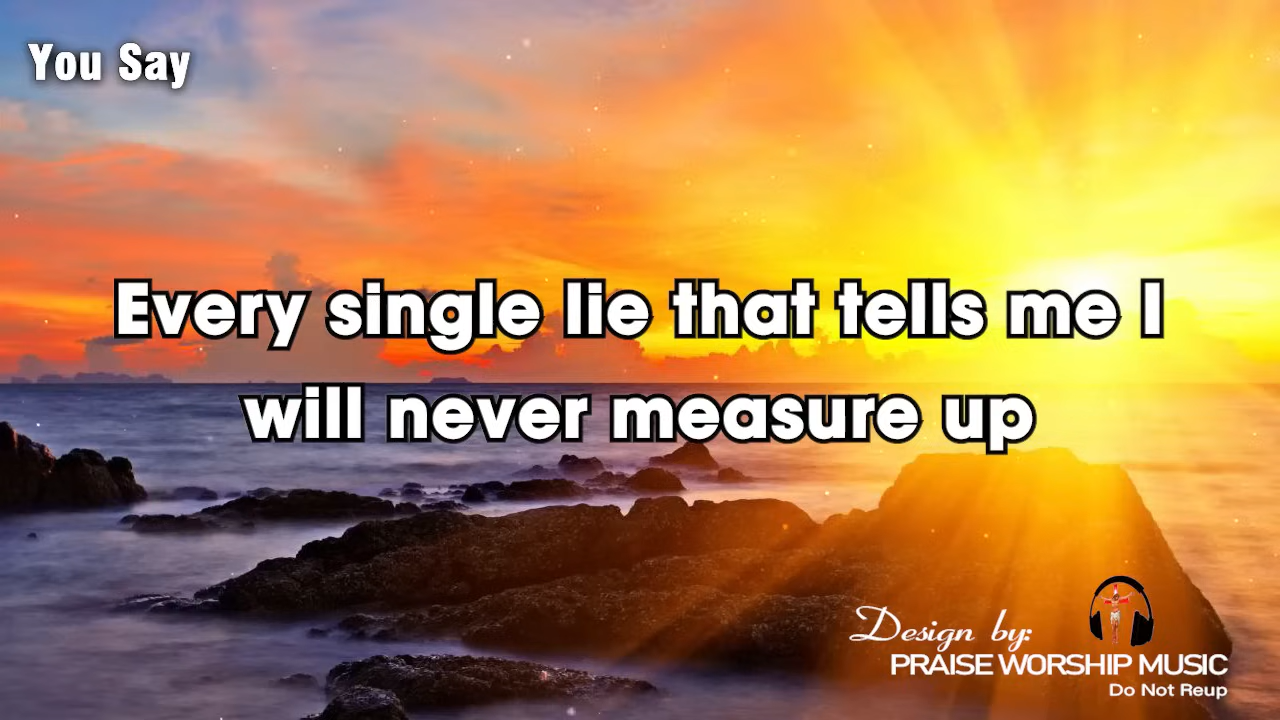 You Say
Every single lie that tells me I
will never measure up
Design by:
PRAISE WORSHIP MUSIC
Do Not Reup